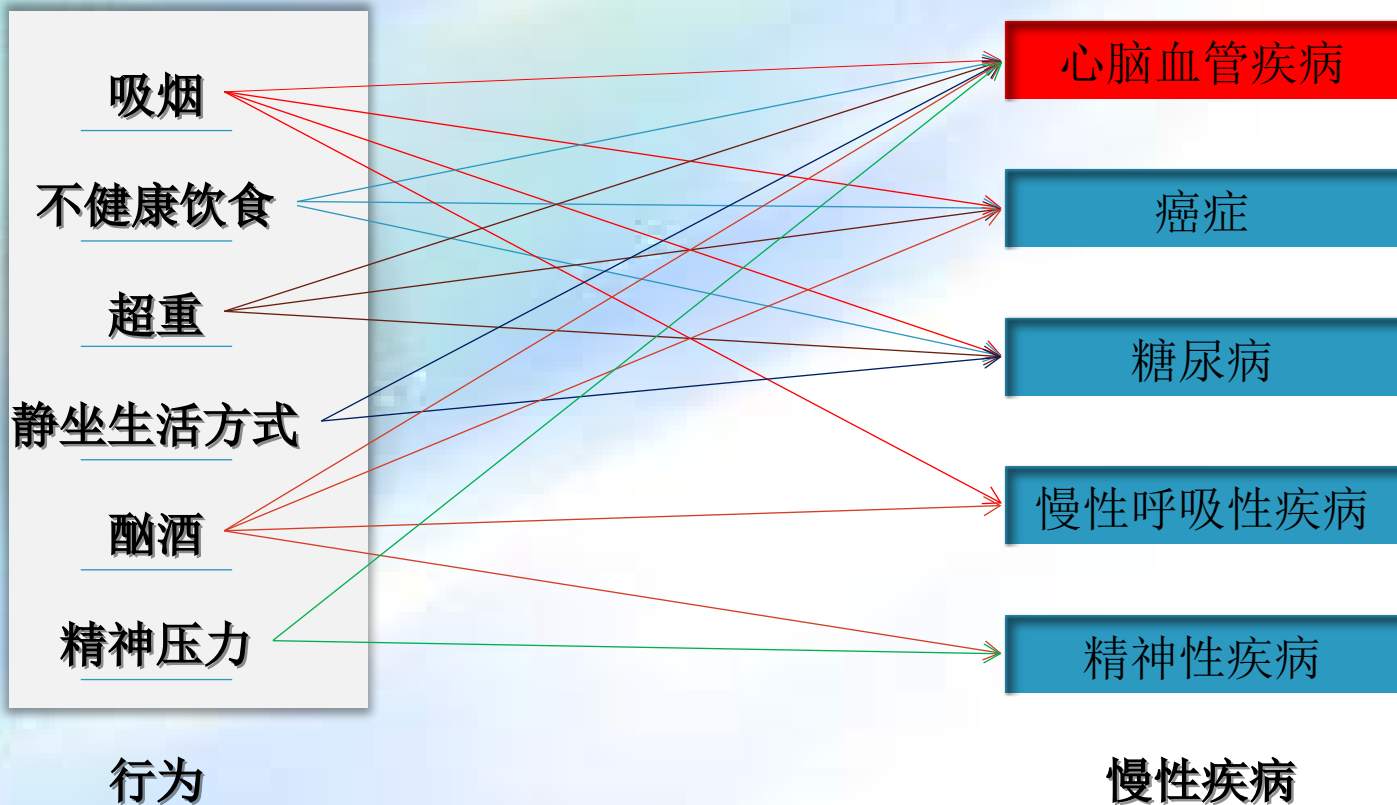 吸烟
不健康饮食
超重
静坐生活方式
酗酒
精神压力
行为
心脑血管疾病
癌症
糖尿病
慢性呼吸性疾病
精神性疾病
慢性疾病